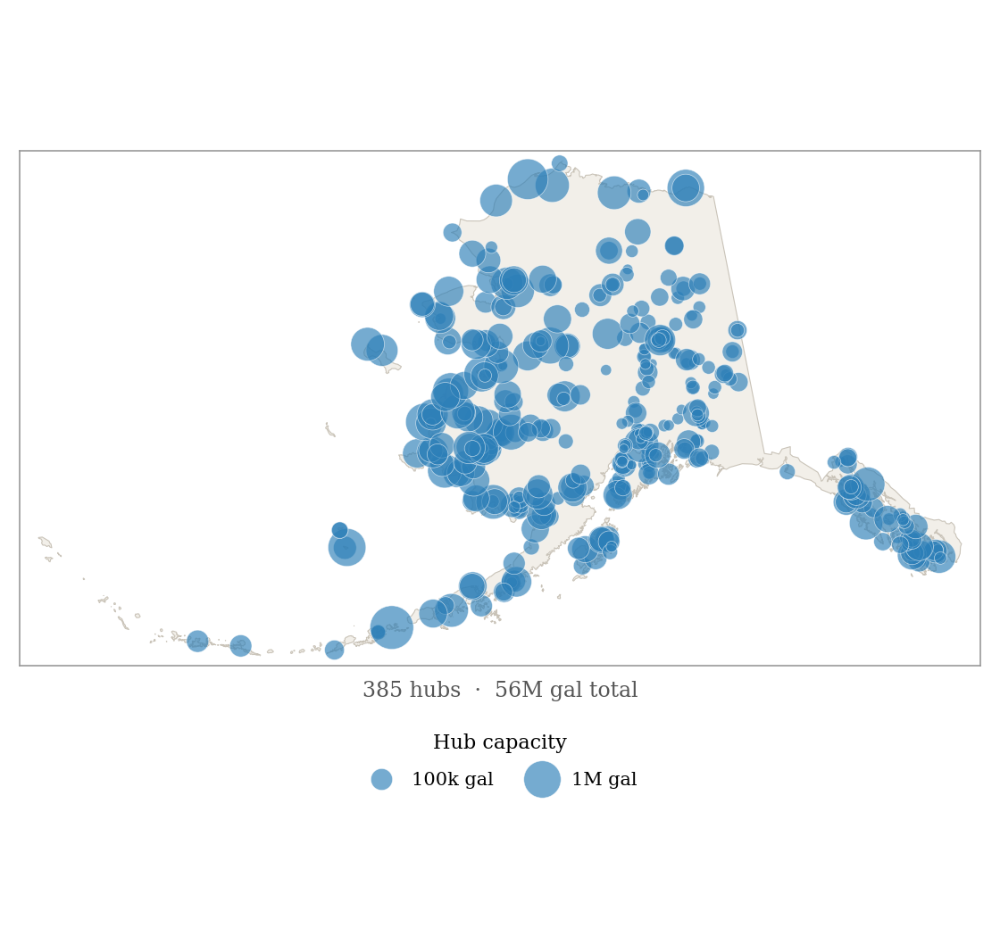 385 hubs · 56M gal total
Hub capacity
100k gal 1M gal